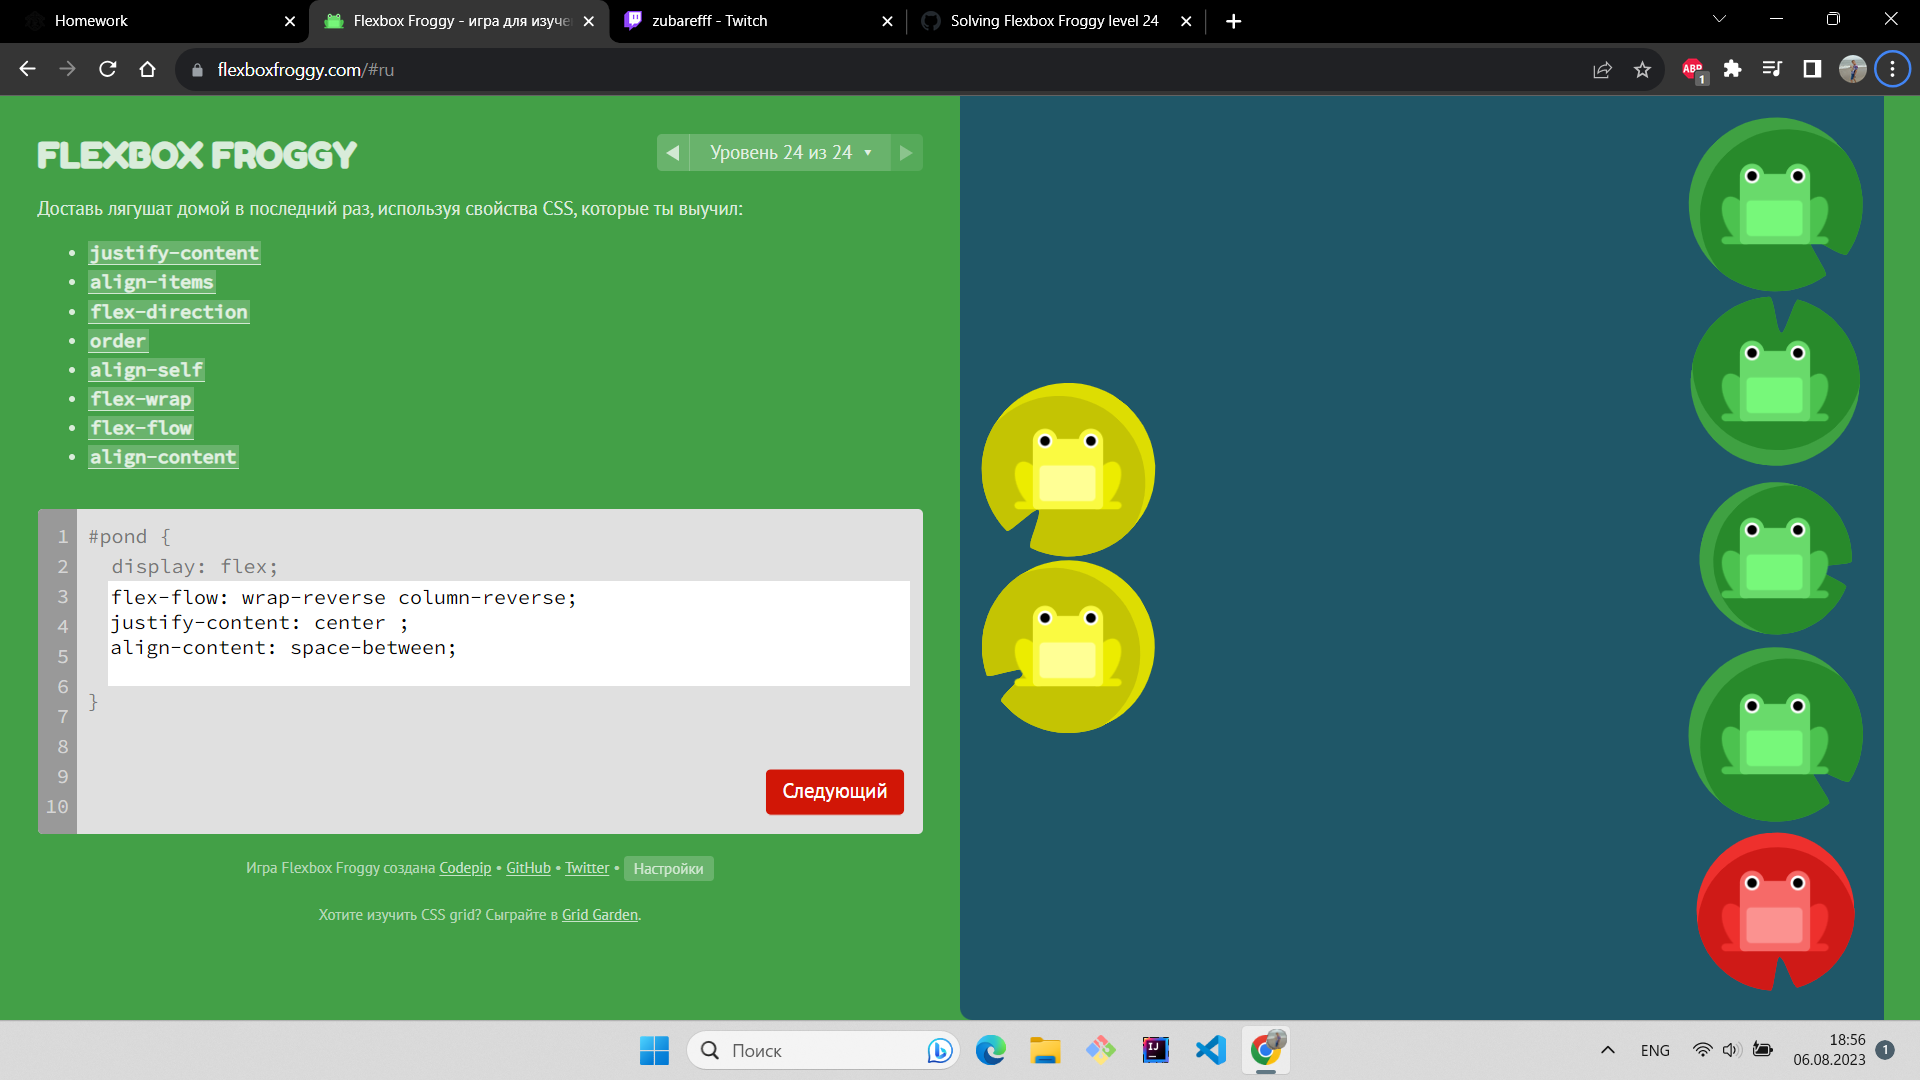 Homework
Flexbox Froggy - игра для изуче
zubarefff - Twitch
Solving Flexbox Froggy level 24
flexboxfroggy.com/#ru
ABP
1
FLEXBOX FROGGY
Уровень 24 из 24
Доставь лягушат домой в последний раз, используя свойства CSS, которые ты выучил:
• justify-content
• align-items
• flex-direction
• order
• align-self
• flex-wrap
• flex-flow
• align-content
1 #pond {
2 display: flex;
3 flex-flow: wrap-reverse column-reverse;
4 justify-content: center ;
5 align-content: space-between;
6 }
7
8
9
10
Следующий
Игра Flexbox Froggy создана Codepip • GitHub • Twitter • Настройки
Хотите изучить CSS grid? Сыграйте в Grid Garden.
Поиск
IJ
ENG
18:56
06.08.2023
1